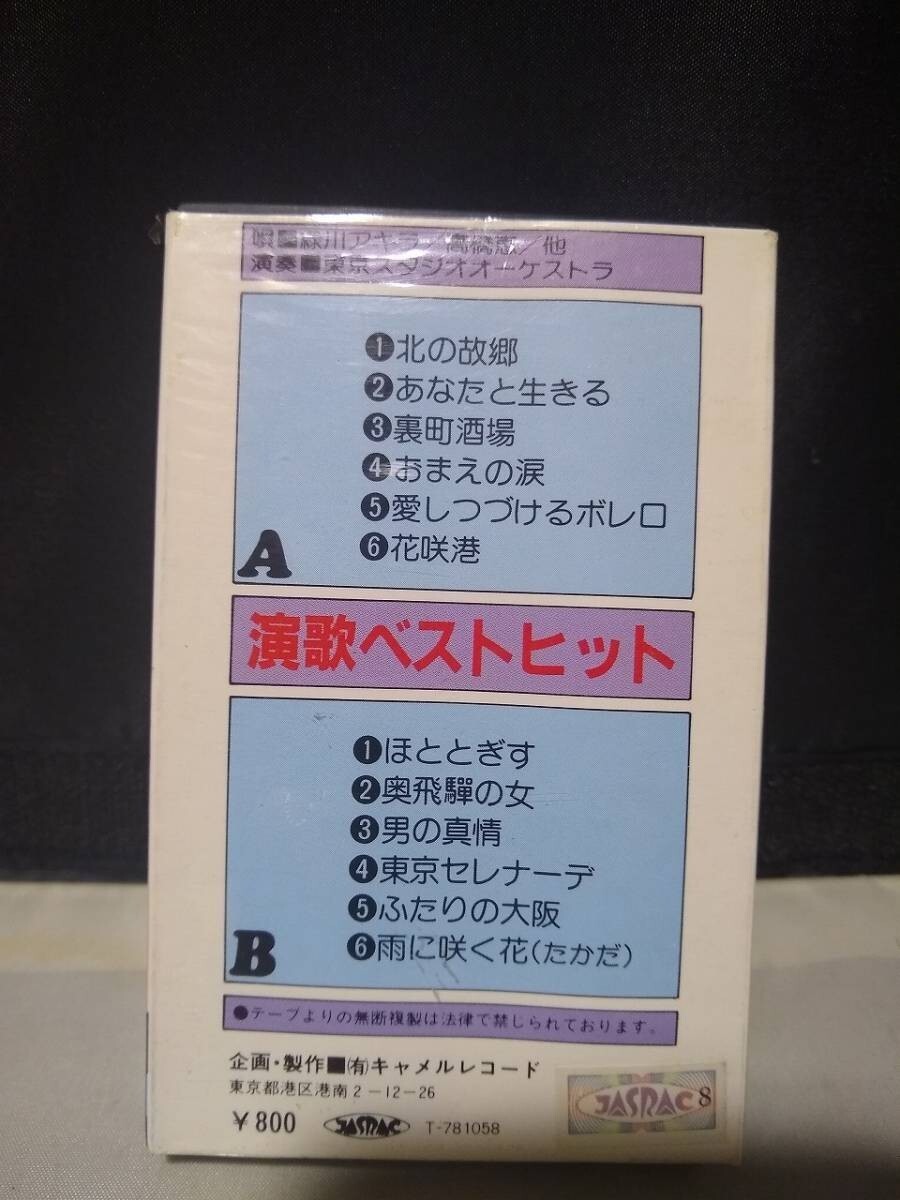 唄■緑川アキラ／高橋憲／他
演奏■東京スタジオオーケストラ
❶北の故郷
❷あなたと生きる
❸裏町酒場
❹おまえの涙
❺愛しつづけるボレロ
❻花咲港
A
演歌ベストヒット
❶ほととぎす
❷奥飛驒の女
❸男の真情
❹東京セレナーデ
❺ふたりの大阪
❻雨に咲く花(たかだ)
B
●テープよりの無断複製は法律で禁じられております。
企画・製作■㈲キャメルレコード
東京都港区港南2-12-26
¥800 JASRAC T-781058
JASRAC 8